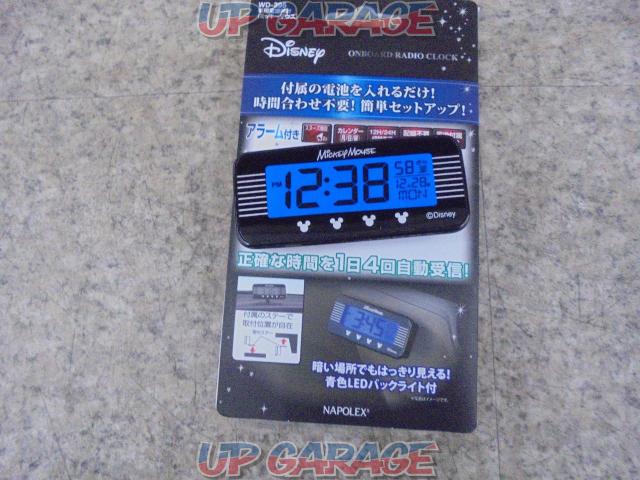 UP GARAGE
WD-395
Disney
ONBOARD RADIO CLOCK
付属の電池を入れるだけ!
時間合わせ不要!簡単セットアップ!
アラーム付き
カレンダー
12H/24H
Mickey Mouse
PM 12:38 58
12.28
MON
©Disney
正確な時間を1日4回自動受信!
付属のステーで
取付位置が自在
3:45
暗い場所でもはっきり見える!
青色LEDバックライト付
NAPOLEX
UP GARAGE